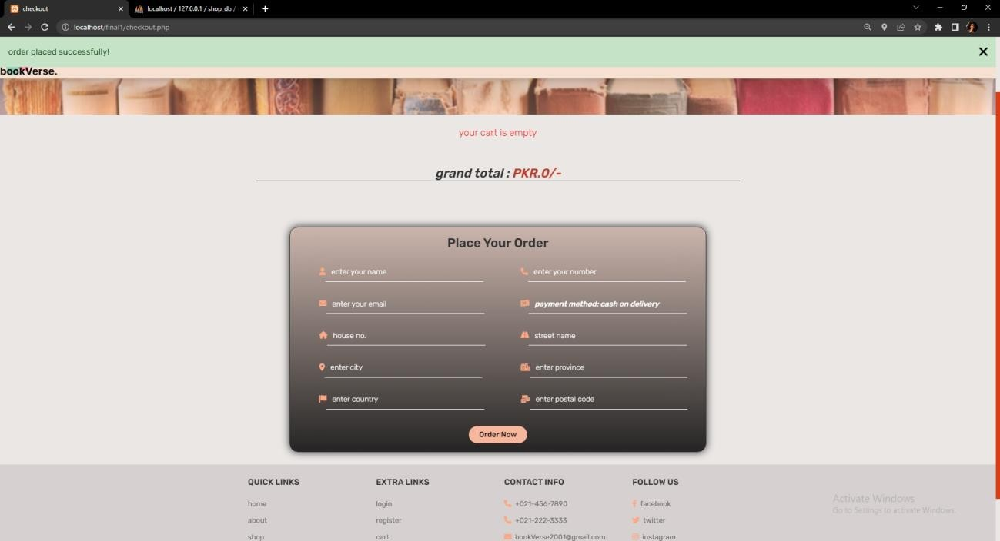 checkout
localhost / 127.0.0.1 / shop_db /
localhost/final1/checkout.php
order placed successfully!
bookVerse.
your cart is empty
grand total : PKR.0/-
Place Your Order
enter your name
enter your number
enter your email
payment method: cash on delivery
house no.
street name
enter city
enter province
enter country
enter postal code
Order Now
QUICK LINKS
EXTRA LINKS
CONTACT INFO
FOLLOW US
home
login
+021-456-7890
facebook
about
register
+021-222-3333
twitter
shop
cart
bookVerse2001@gmail.com
instagram
Activate Windows
Go to Settings to activate Windows.